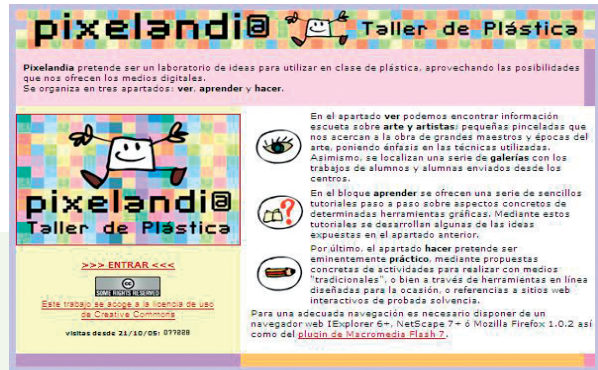 pixelandi@ Taller de Plástica
Pixelandia pretende ser un laboratorio de ideas para utilizar en clase de plástica, aprovechando las posibilidades
que nos ofrecen los medios digitales.
Se organiza en tres apartados: ver, aprender y hacer.
pixelandi@
Taller de Plástica
>>> ENTRAR <<<
cc
SOME RIGHTS RESERVED
Este trabajo se acoge a la licencia de uso
de Creative Commons
visitas desde 21/10/05: 077228
En el apartado ver podemos encontrar información
escueta sobre arte y artistas: pequeñas pinceladas que
nos acercan a la obra de grandes maestros y épocas del
arte, poniendo énfasis en las técnicas utilizadas.
Asimismo, se localizan una serie de galerías con los
trabajos de alumnos y alumnas enviados desde los
centros.
En el bloque aprender se ofrecen una serie de sencillos
tutoriales paso a paso sobre aspectos concretos de
determinadas herramientas gráficas. Mediante estos
tutoriales se desarrollan algunas de las ideas
expuestas en el apartado anterior.
Por último, el apartado hacer pretende ser
eminentemente práctico, mediante propuestas
concretas de actividades para realizar con medios
"tradicionales", o bien a través de herramientas en línea
diseñadas para la ocasión, o referencias a sitios web
interactivos de probada solvencia.
Para una adecuada navegación es necesario disponer de un
navegador web IExplorer 6+, NetScape 7+ ó Mozilla Firefox 1.0.2 así
como del plugin de Macromedia Flash 7.